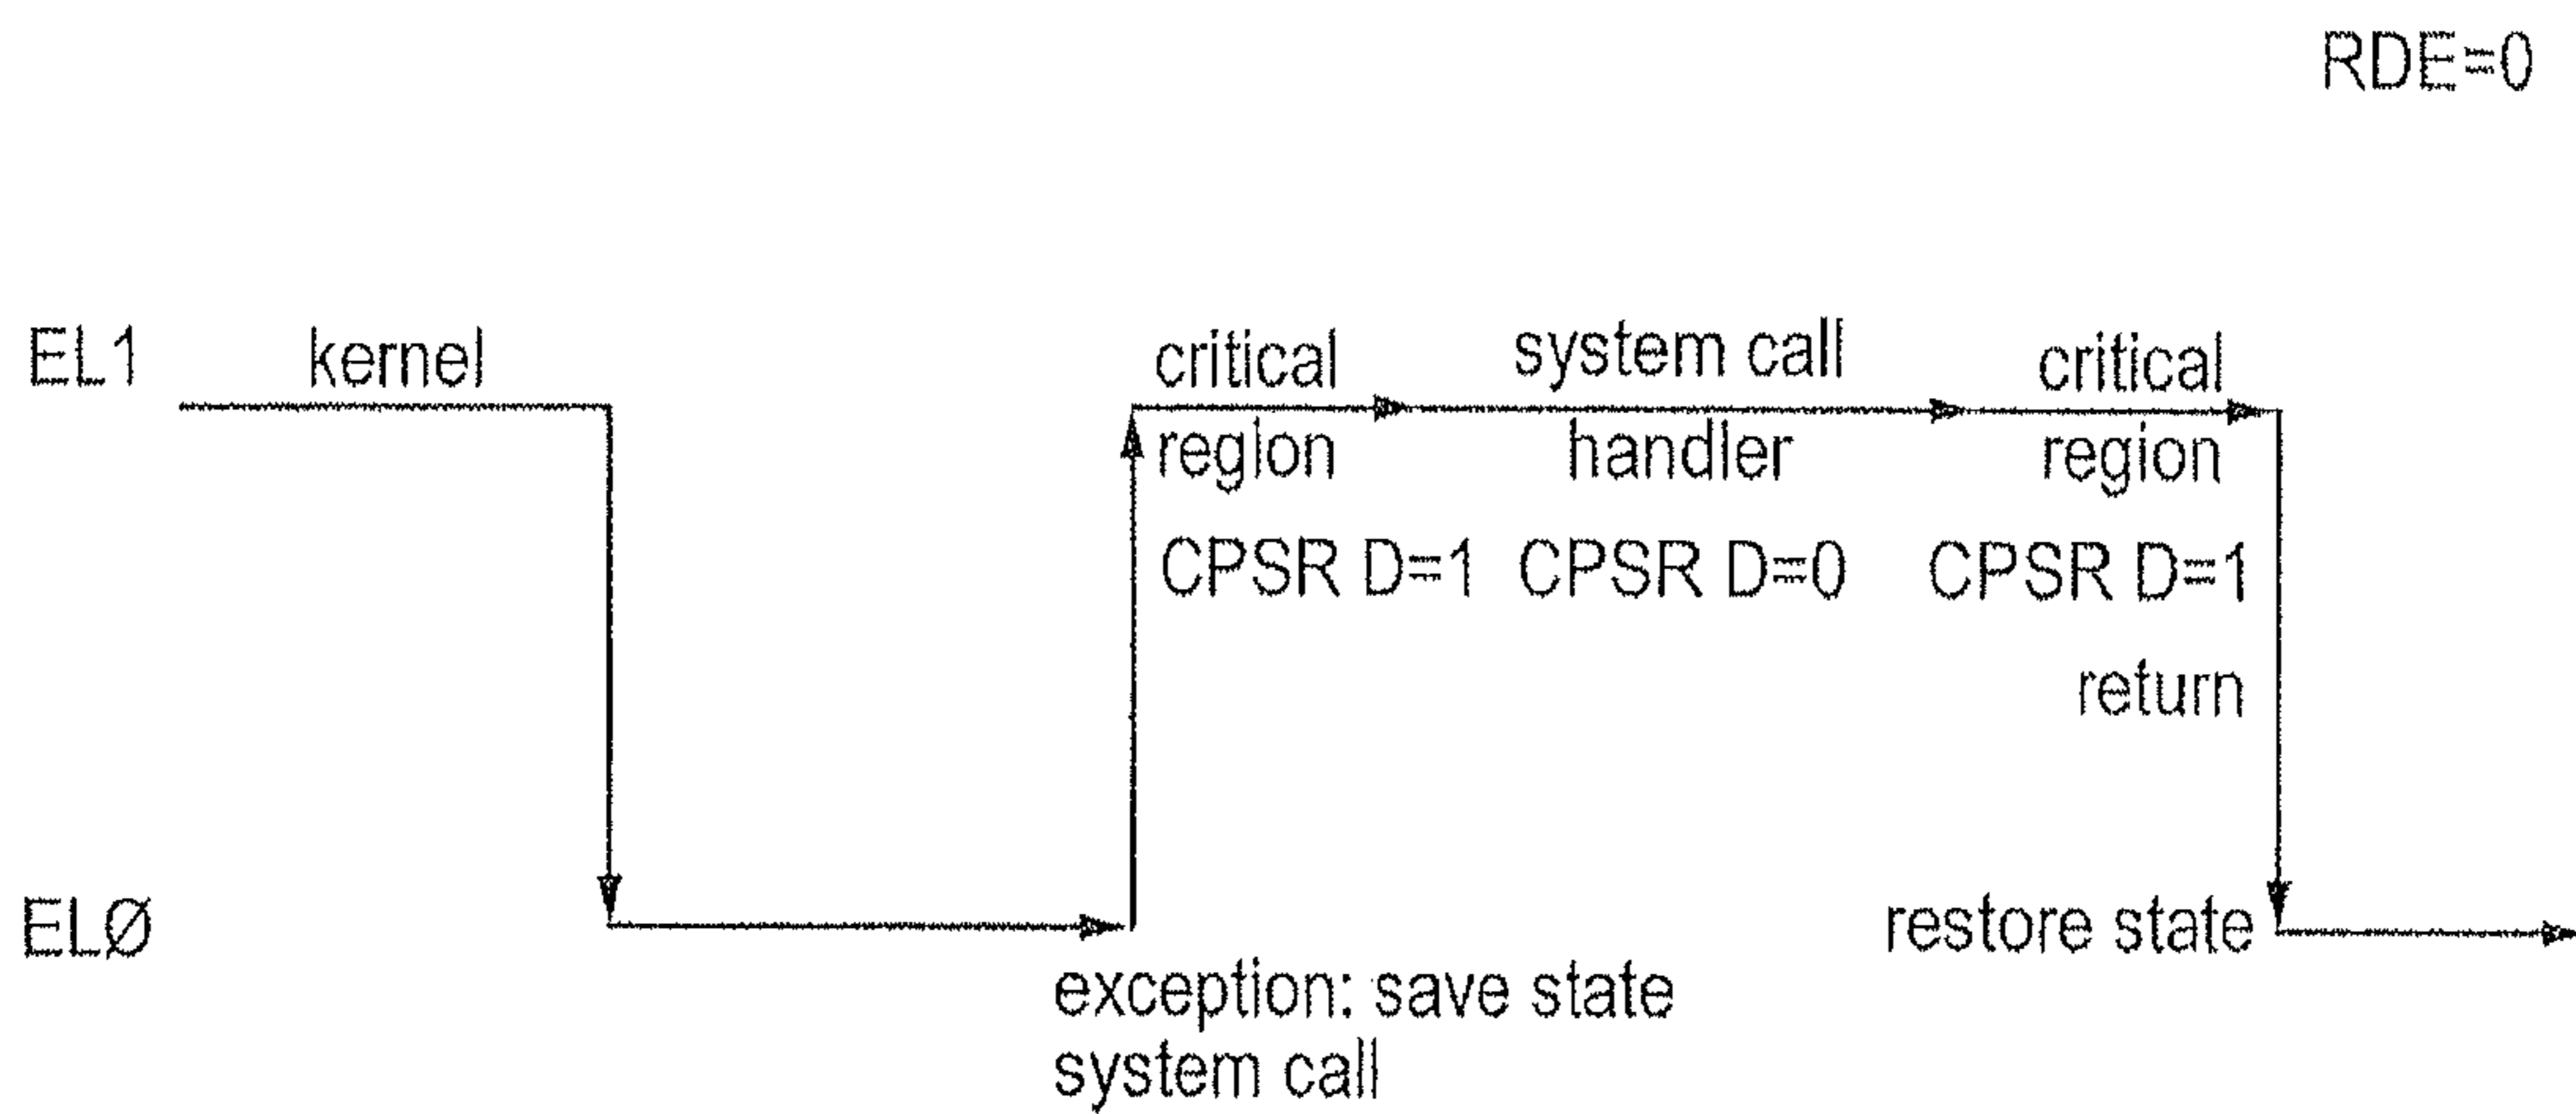 RDE=0
EL1
kernel
critical
region
CPSR D=1
system call
handler
CPSR D=0
critical
region
CPSR D=1
return
ELØ
exception: save state
system call
restore state